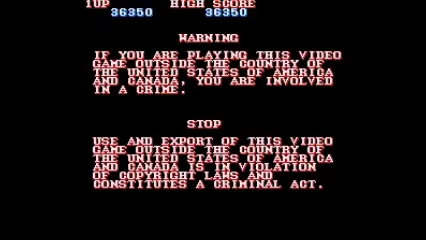 1UP HIGH SCORE
36350 36350
WARNING
IF YOU ARE PLAYING THIS VIDEO
GAME OUTSIDE THE COUNTRY OF
THE UNITED STATES OF AMERICA
AND CANADA, YOU ARE INVOLVED
IN A CRIME.
STOP
USE AND EXPORT OF THIS VIDEO
GAME OUTSIDE THE COUNTRY OF
THE UNITED STATES OF AMERICA
AND CANADA IS IN VIOLATION
OF COPYRIGHT LAWS AND
CONSTITUTES A CRIMINAL ACT.